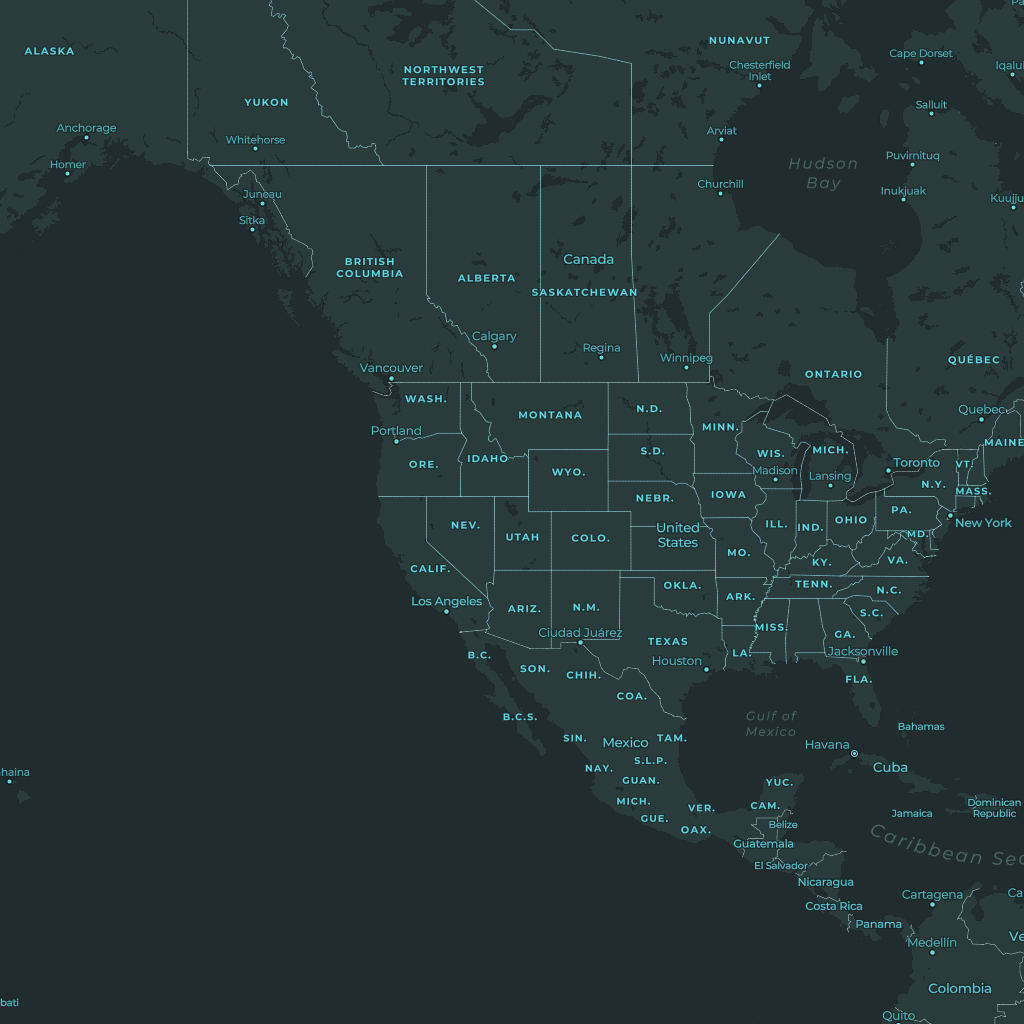 NUNAVUT
ALASKA
Cape Dorset
Chesterfield
Inlet
NORTHWEST
TERRITORIES
Iqalui
YUKON
Salluit
Anchorage
Arviat
Whitehorse
Puvirnituq
Homer
Hudson
Bay
Churchill
Inukjuak
Juneau
Kuujju
Sitka
Canada
BRITISH
COLUMBIA
ALBERTA
SASKATCHEWAN
Calgary
Regina
Winnipeg
QUÉBEC
Vancouver
ONTARIO
WASH.
N.D.
Quebec
MONTANA
MINN.
Portland
MAINE
S.D.
MICH.
WIS.
IDAHO
ORE.
Toronto
VT.
WYO.
Madison
Lansing
N.Y.
MASS.
NEBR.
IOWA
PA.
NEV.
ILL.
IND.
OHIO
New York
United
States
UTAH
COLO.
MD.
MO.
KY.
VA.
CALIF.
OKLA.
TENN.
N.C.
ARK.
Los Angeles
ARIZ.
N.M.
S.C.
MISS.
Ciudad Juárez
GA.
TEXAS
B.C.
LA.
Jacksonville
Houston
SON.
CHIH.
FLA.
COA.
B.C.S.
Gulf of
Mexico
Bahamas
SIN.
Mexico
TAM.
Havana
S.L.P.
NAY.
Cuba
haina
GUAN.
YUC.
MICH.
CAM.
Dominican
Republic
VER.
Jamaica
GUE.
Belize
OAX.
Guatemala
Caribbean Sea
El Salvador
Nicaragua
Cartagena
Ca
Costa Rica
Panama
Ve
Medellín
Colombia
bati
Quito